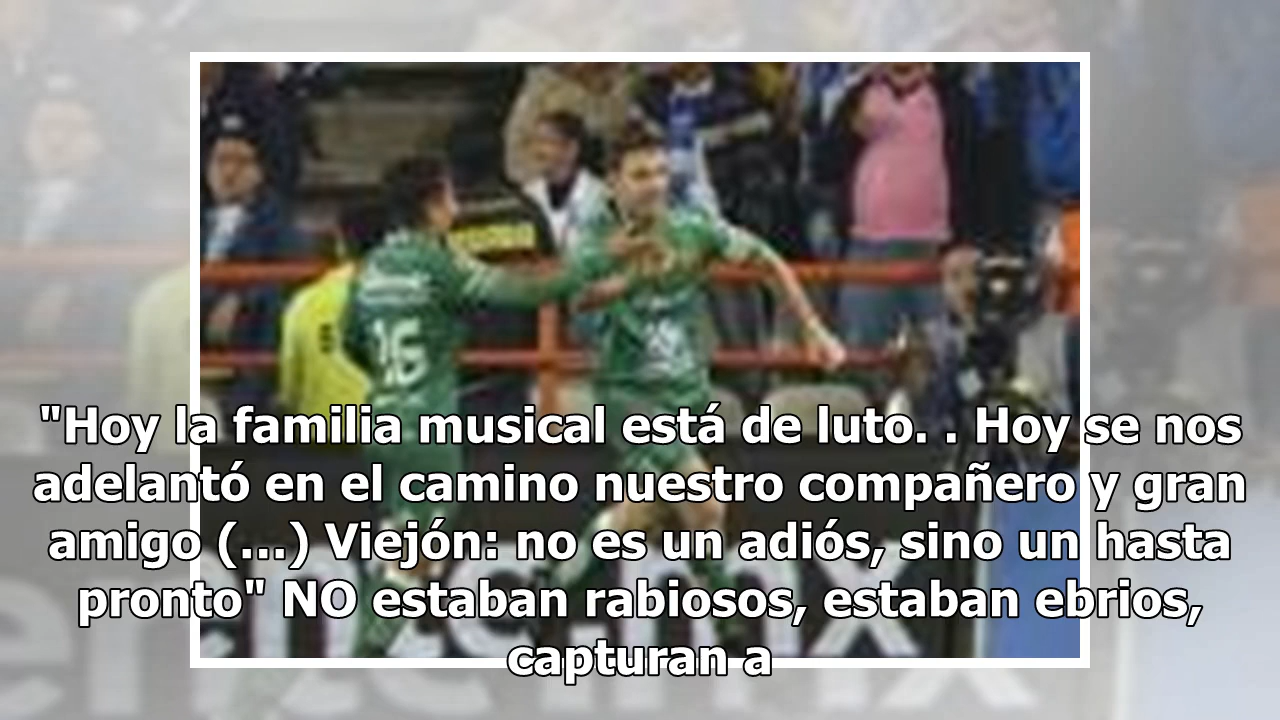 16
"Hoy la familia musical está de luto. . Hoy se nos
adelantó en el camino nuestro compañero y gran
amigo (...) Viejón: no es un adiós, sino un hasta
pronto" NO estaban rabiosos, estaban ebrios,
capturan a